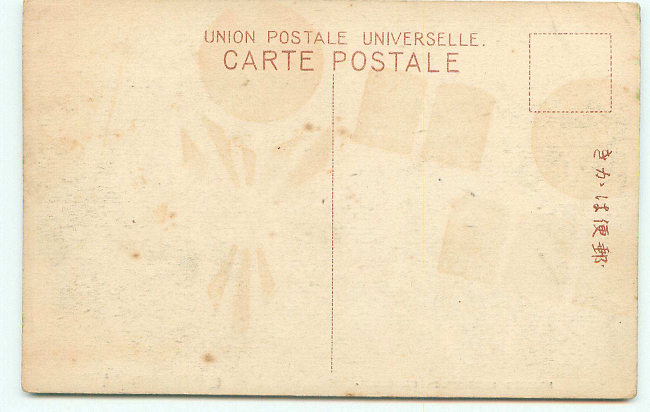 UNION POSTALE UNIVERSELLE.
CARTE POSTALE
きかは便郵